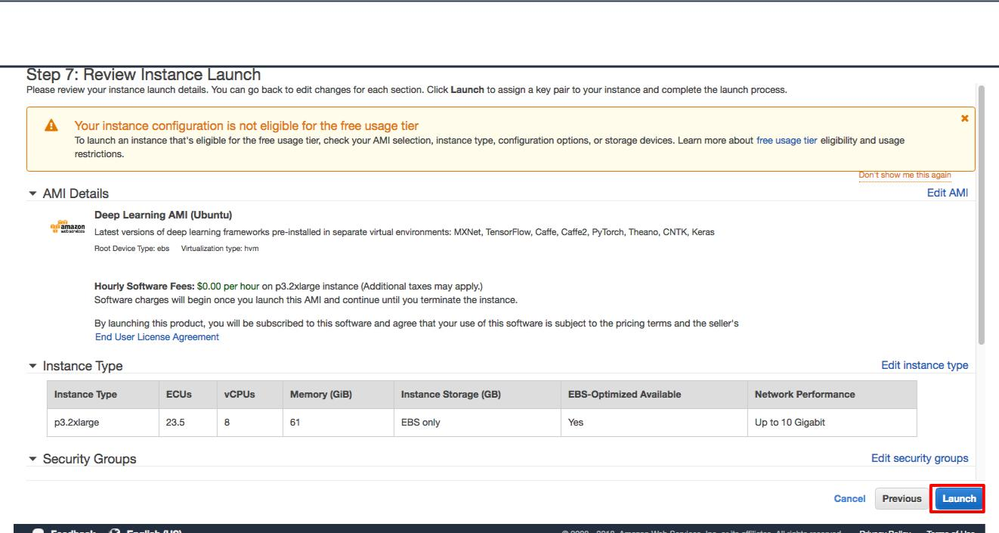 Step 7: Review Instance Launch
Please review your instance launch details. You can go back to edit changes for each section. Click Launch to assign a key pair to your instance and complete the launch process.
Your instance configuration is not eligible for the free usage tier
To launch an instance that's eligible for the free usage tier, check your AMI selection, instance type, configuration options, or storage devices. Learn more about free usage tier eligibility and usage
restrictions.
Don't show me this again
AMI Details
Edit AMI
amazon
webservices
Deep Learning AMI (Ubuntu)
Latest versions of deep learning frameworks pre-installed in separate virtual environments: MXNet, TensorFlow, Caffe, Caffe2, PyTorch, Theano, CNTK, Keras
Root Device Type: ebs Virtualization type: hvm
Hourly Software Fees: $0.00 per hour on p3.2xlarge instance (Additional taxes may apply.)
Software charges will begin once you launch this AMI and continue until you terminate the instance.
By launching this product, you will be subscribed to this software and agree that your use of this software is subject to the pricing terms and the seller's
End User License Agreement
Instance Type
Edit instance type
Instance Type ECUs vCPUs Memory (GiB) Instance Storage (GB) EBS-Optimized Available Network Performance
p3.2xlarge 23.5 8 61 EBS only Yes Up to 10 Gigabit
Security Groups
Edit security groups
Cancel Previous Launch
Feedback English (US) © 2008 - 2018, Amazon Web Services, Inc. or its affiliates. All rights reserved. Privacy Policy Terms of Use